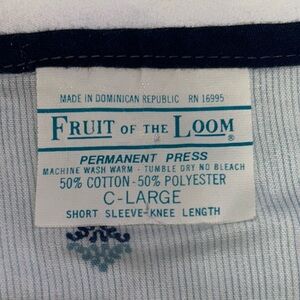 MADE IN DOMINICAN REPUBLIC RN 16995
FRUIT OF THE LOOM®
PERMANENT PRESS
MACHINE WASH WARM - TUMBLE DRY NO BLEACH
50% COTTON-50% POLYESTER
C-LARGE
SHORT SLEEVE-KNEE LENGTH